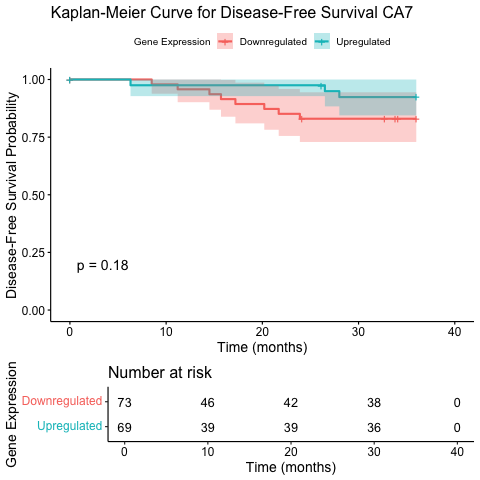 Kaplan-Meier Curve for Disease-Free Survival CA7
Gene Expression Downregulated Upregulated
Disease-Free Survival Probability
1.00
0.75
0.50
0.25
0.00
p = 0.18
0 10 20 30 40
Time (months)
Number at risk
Gene Expression
Downregulated 73 46 42 38 0
Upregulated 69 39 39 36 0
0 10 20 30 40
Time (months)